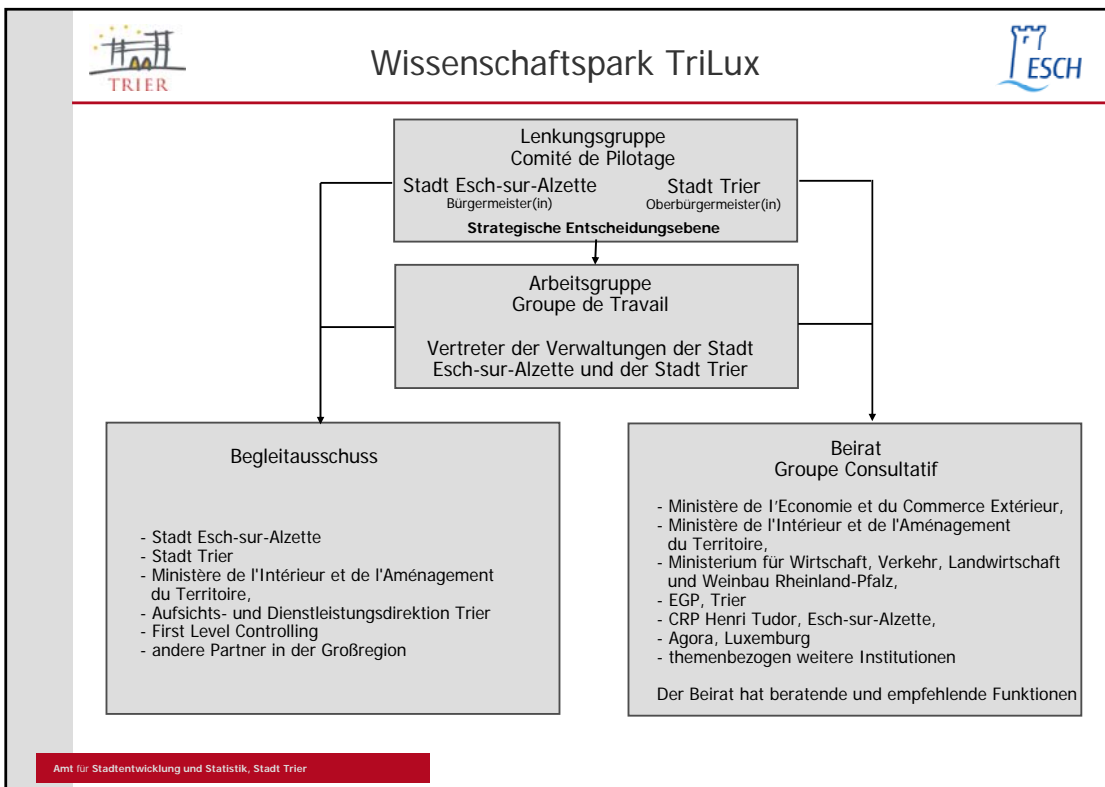 TRIER
Wissenschaftspark TriLux
ESCH
Lenkungsgruppe
Comité de Pilotage
Stadt Esch-sur-Alzette
Bürgermeister(in)
Stadt Trier
Oberbürgermeister(in)
Strategische Entscheidungsebene
Arbeitsgruppe
Groupe de Travail
Vertreter der Verwaltungen der Stadt
Esch-sur-Alzette und der Stadt Trier
Begleitausschuss
- Stadt Esch-sur-Alzette
- Stadt Trier
- Ministère de l'Intérieur et de l'Aménagement
du Territoire,
- Aufsichts- und Dienstleistungsdirektion Trier
- First Level Controlling
- andere Partner in der Großregion
Beirat
Groupe Consultatif
- Ministère de l'Economie et du Commerce Extérieur,
- Ministère de l'Intérieur et de l'Aménagement
du Territoire,
- Ministerium für Wirtschaft, Verkehr, Landwirtschaft
und Weinbau Rheinland-Pfalz,
- EGP, Trier
- CRP Henri Tudor, Esch-sur-Alzette,
- Agora, Luxemburg
- themenbezogen weitere Institutionen
Der Beirat hat beratende und empfehlende Funktionen
Amt für Stadtentwicklung und Statistik, Stadt Trier